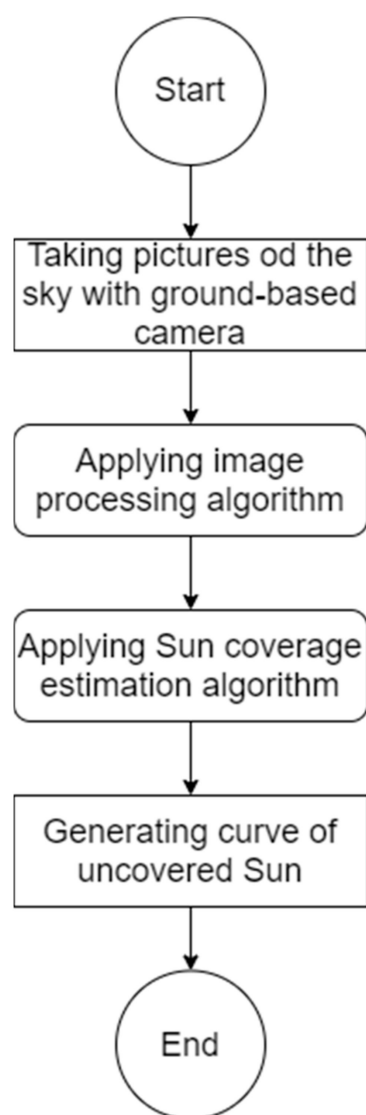 Start
Taking pictures od the
sky with ground-based
camera
Applying image
processing algorithm
Applying Sun coverage
estimation algorithm
Generating curve of
uncovered Sun
End